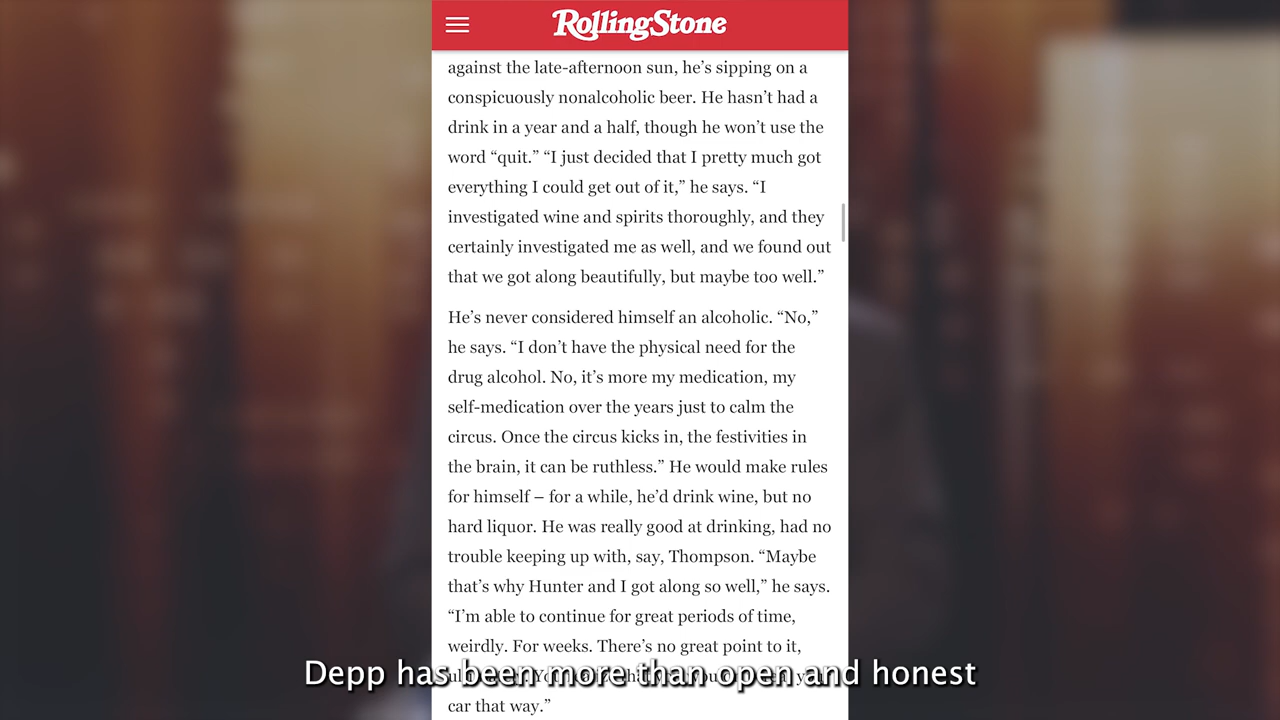 RollingStone
against the late-afternoon sun, he’s sipping on a
conspicuously nonalcoholic beer. He hasn’t had a
drink in a year and a half, though he won’t use the
word “quit.” “I just decided that I pretty much got
everything I could get out of it,” he says. “I
investigated wine and spirits thoroughly, and they
certainly investigated me as well, and we found out
that we got along beautifully, but maybe too well.”
He’s never considered himself an alcoholic. “No,”
he says. “I don’t have the physical need for the
drug alcohol. No, it’s more my medication, my
self-medication over the years just to calm the
circus. Once the circus kicks in, the festivities in
the brain, it can be ruthless.” He would make rules
for himself – for a while, he’d drink wine, but no
hard liquor. He was really good at drinking, had no
trouble keeping up with, say, Thompson. “Maybe
that’s why Hunter and I got along so well,” he says.
“I’m able to continue for great periods of time,
weirdly. For weeks. There’s no great point to it,
Depp has been more than open and honest
car that way.”